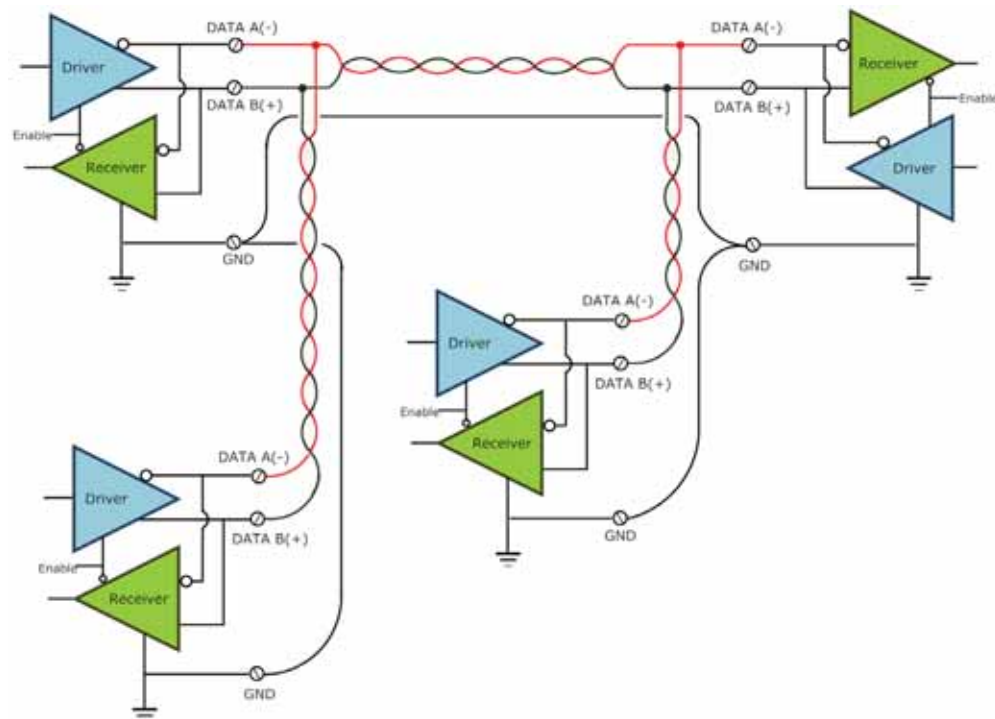 DATA A(-)
Driver
DATA B(+)
Enable
Receiver
GND
DATA A(-)
Receiver
DATA B(+)
Enable
Driver
GND
DATA A(-)
Driver
DATA B(+)
Enable
Receiver
GND
DATA A(-)
Driver
DATA B(+)
Enable
Receiver
GND